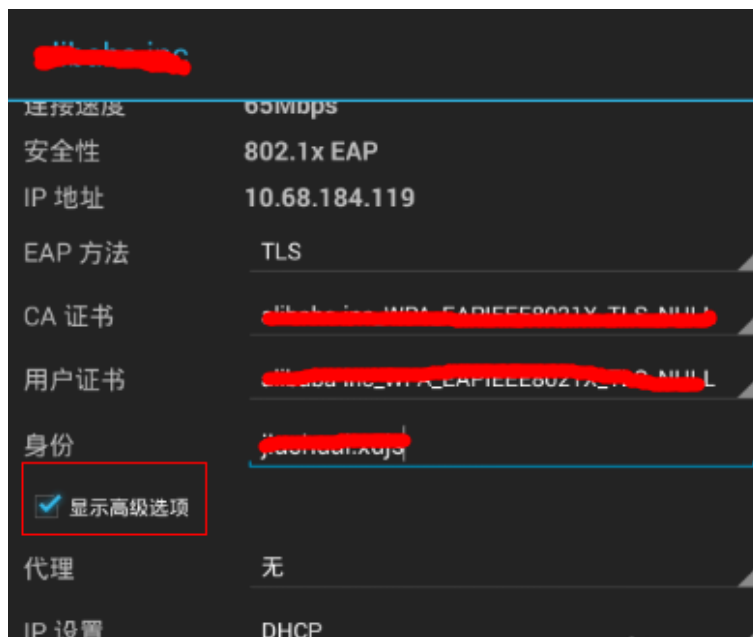 连接速度 65Mbps
安全性 802.1x EAP
IP 地址 10.68.184.119
EAP 方法 TLS
CA 证书
用户证书
身份
显示高级选项
代理 无
IP 设置 DHCP